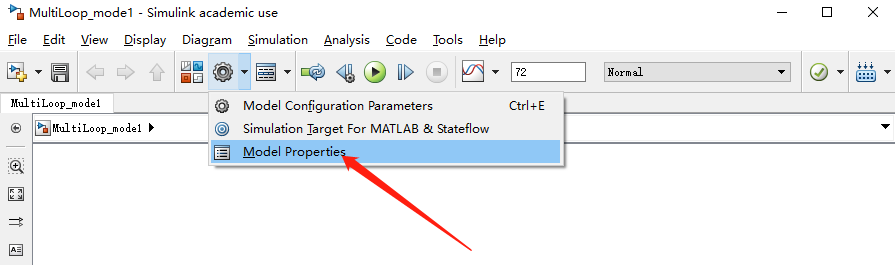 MultiLoop_mode1 - Simulink academic use
File Edit View Display Diagram Simulation Analysis Code Tools Help
72 Normal
MultiLoop_mode1
Model Configuration Parameters Ctrl+E
Simulation Target For MATLAB & Stateflow
MultiLoop_mode1
Model Properties